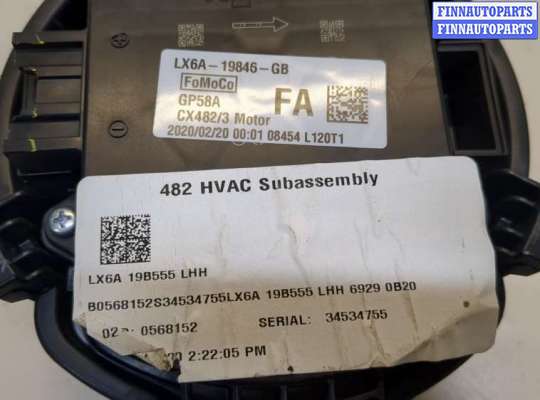 FINNAUTOPARTS
FINNAUTOPARTS
LX6A-19846-GB
FoMoCo
GP58A
FA
CX482/3 Motor
2020/02/20 00:01 08454 L120T1
482 HVAC Subassembly
LX6A 19B555 LHH
B0568152S34534755LX6A 19B555 LHH 6929 0B20
0568152 SERIAL: 34534755
2:22:05 PM